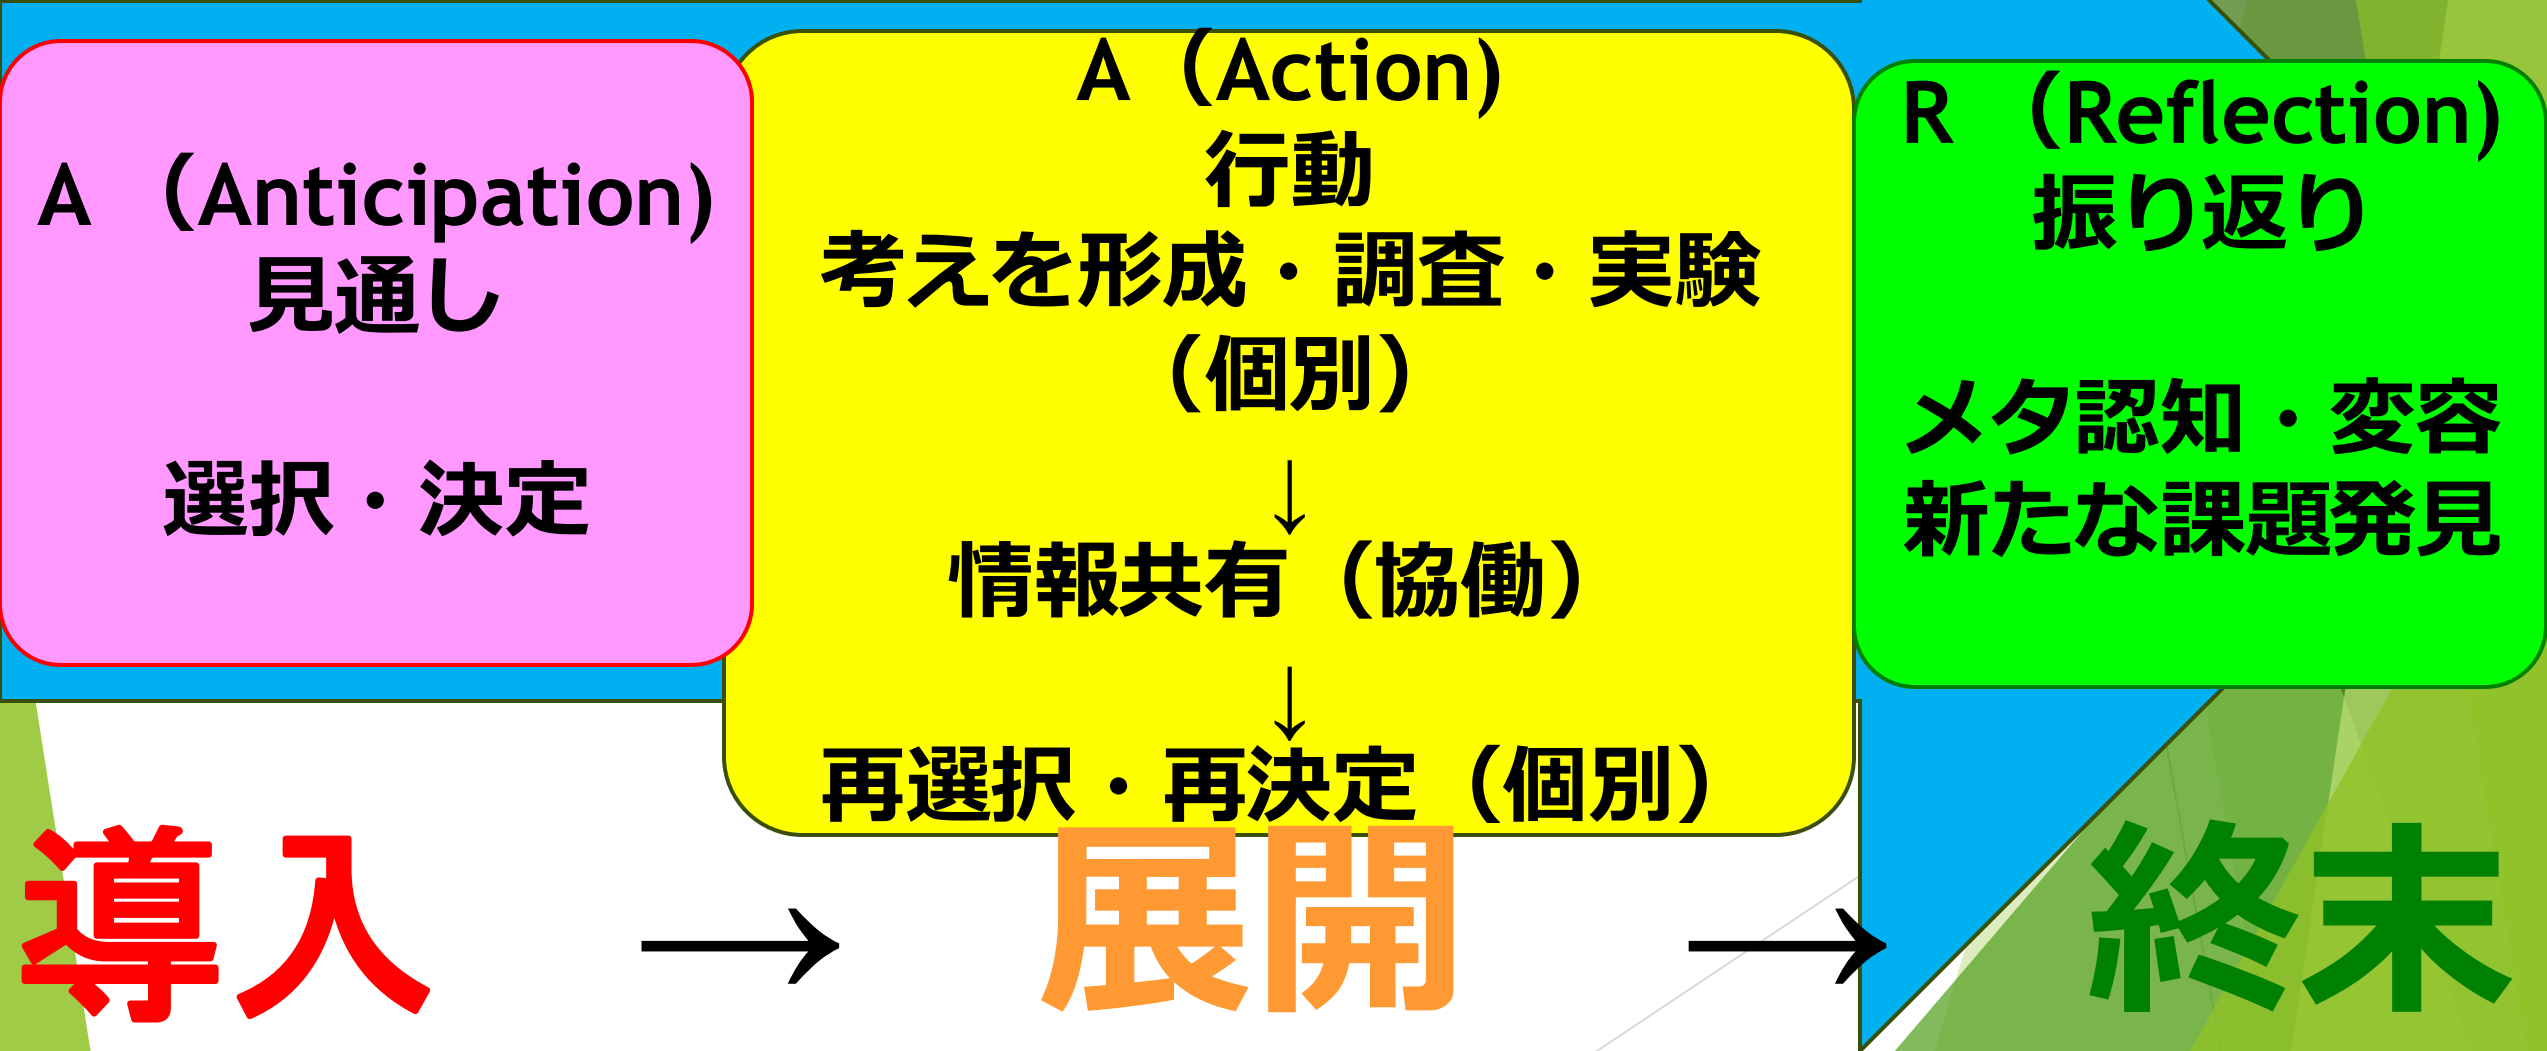 A （Anticipation)
見通し
選択・決定
A（Action)
行動
考えを形成・調査・実験
（個別）
↓
情報共有（協働）
↓
再選択・再決定（個別）
R （Reflection)
振り返り
メタ認知・変容
新たな課題発見
導入 → 展開 → 終末